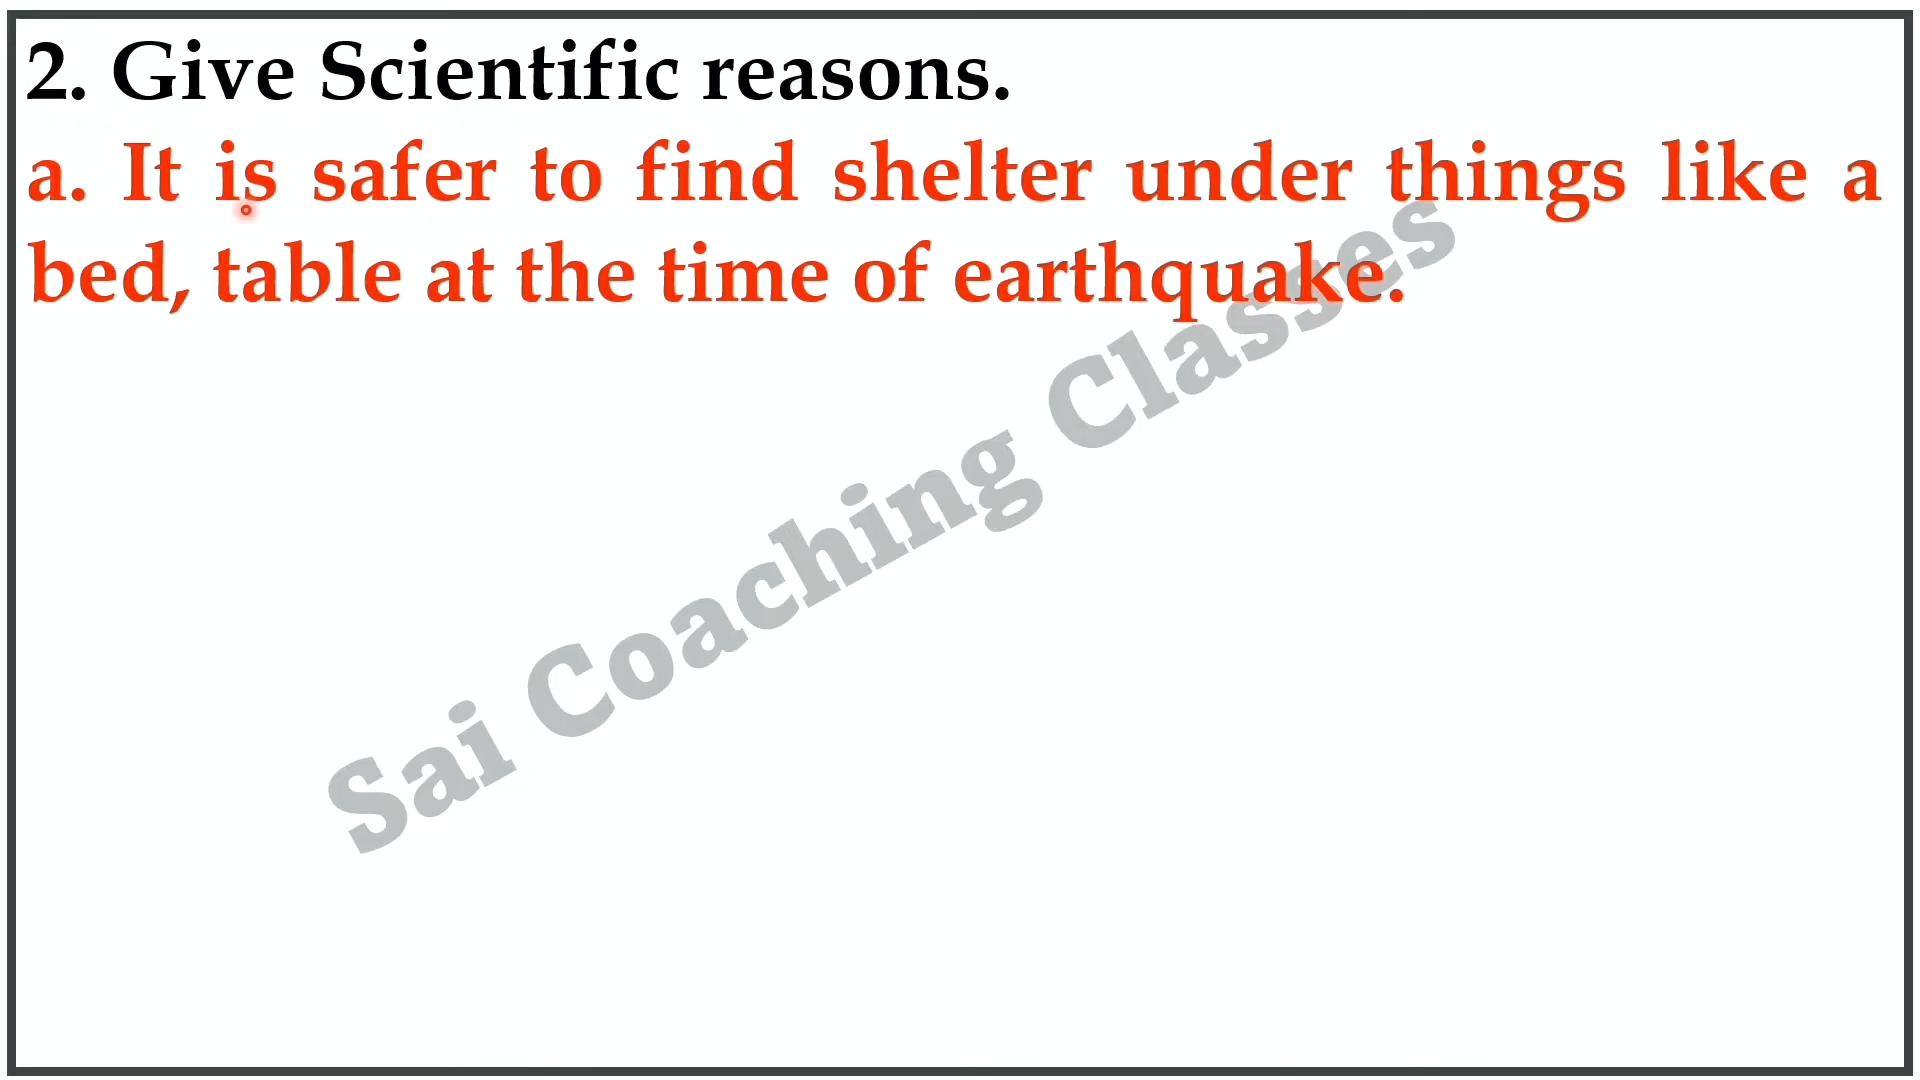 2. Give Scientific reasons.
a. It is safer to find shelter under things like a
bed, table at the time of earthquake.
Sai Coaching Classes